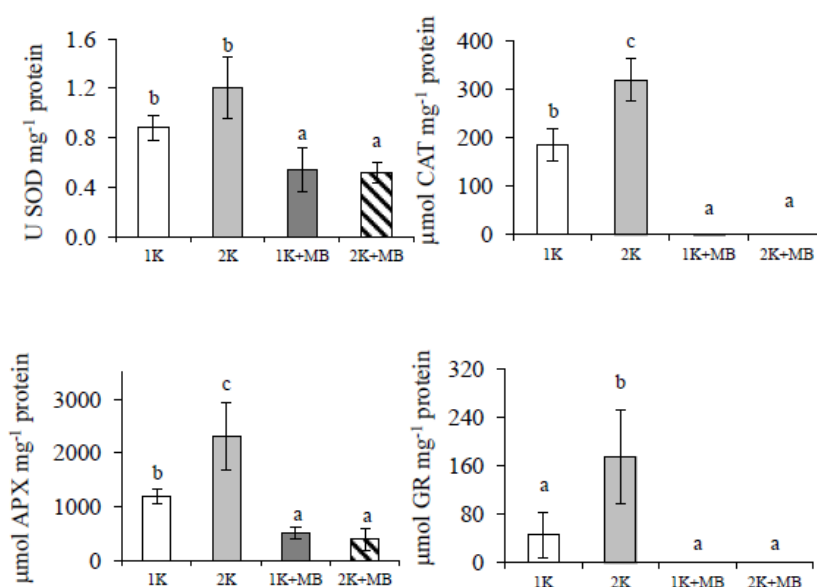 U SOD mg⁻¹ protein
1.6
1.2
0.8
0.4
0.0
b
b
a
a
1K 2K 1K+MB 2K+MB
µmol CAT mg⁻¹ protein
400
300
200
100
0
b
c
a
a
1K 2K 1K+MB 2K+MB
µmol APX mg⁻¹ protein
3000
2000
1000
0
b
c
a
a
1K 2K 1K+MB 2K+MB
µmol GR mg⁻¹ protein
320
240
160
80
0
a
b
a
a
1K 2K 1K+MB 2K+MB